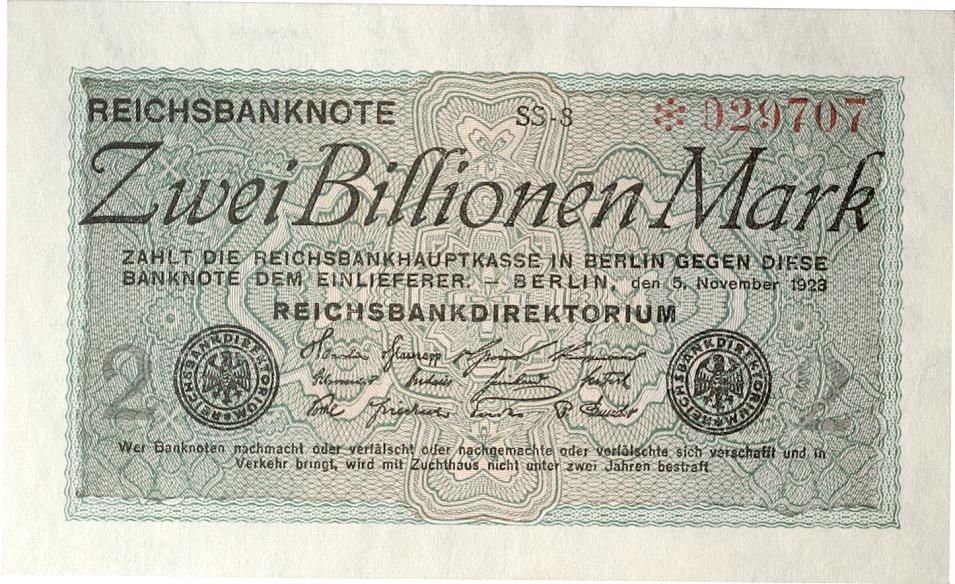 REICHSBANKNOTE SS-8 * 029707
Zwei Billionen Mark
ZAHLT DIE REICHSBANKHAUPTKASSE IN BERLIN GEGEN DIESE
BANKNOTE DEM EINLIEFERER. – BERLIN, den 5. November 1923
REICHSBANKDIREKTORIUM
2 REICHSBANKDIREKTORIUM REICHSBANKDIREKTORIUM 2
Wer Banknoten nachmacht oder verfälscht oder nachgemachte oder verfälschte sich verschafft und in
Verkehr bringt, wird mit Zuchthaus nicht unter zwei Jahren bestraft